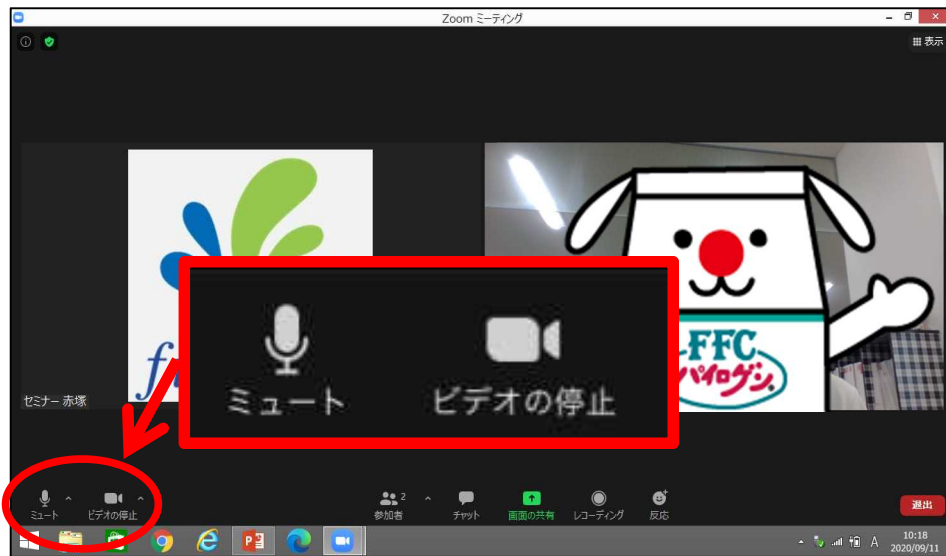 Zoom ミーティング
表示
FFC
パイロゲン
セミナー 赤塚
ミュート
ビデオの停止
ミュート
ビデオの停止
参加者
2
チャット
画面の共有
レコーディング
反応
退出
A
10:18
2020/09/11